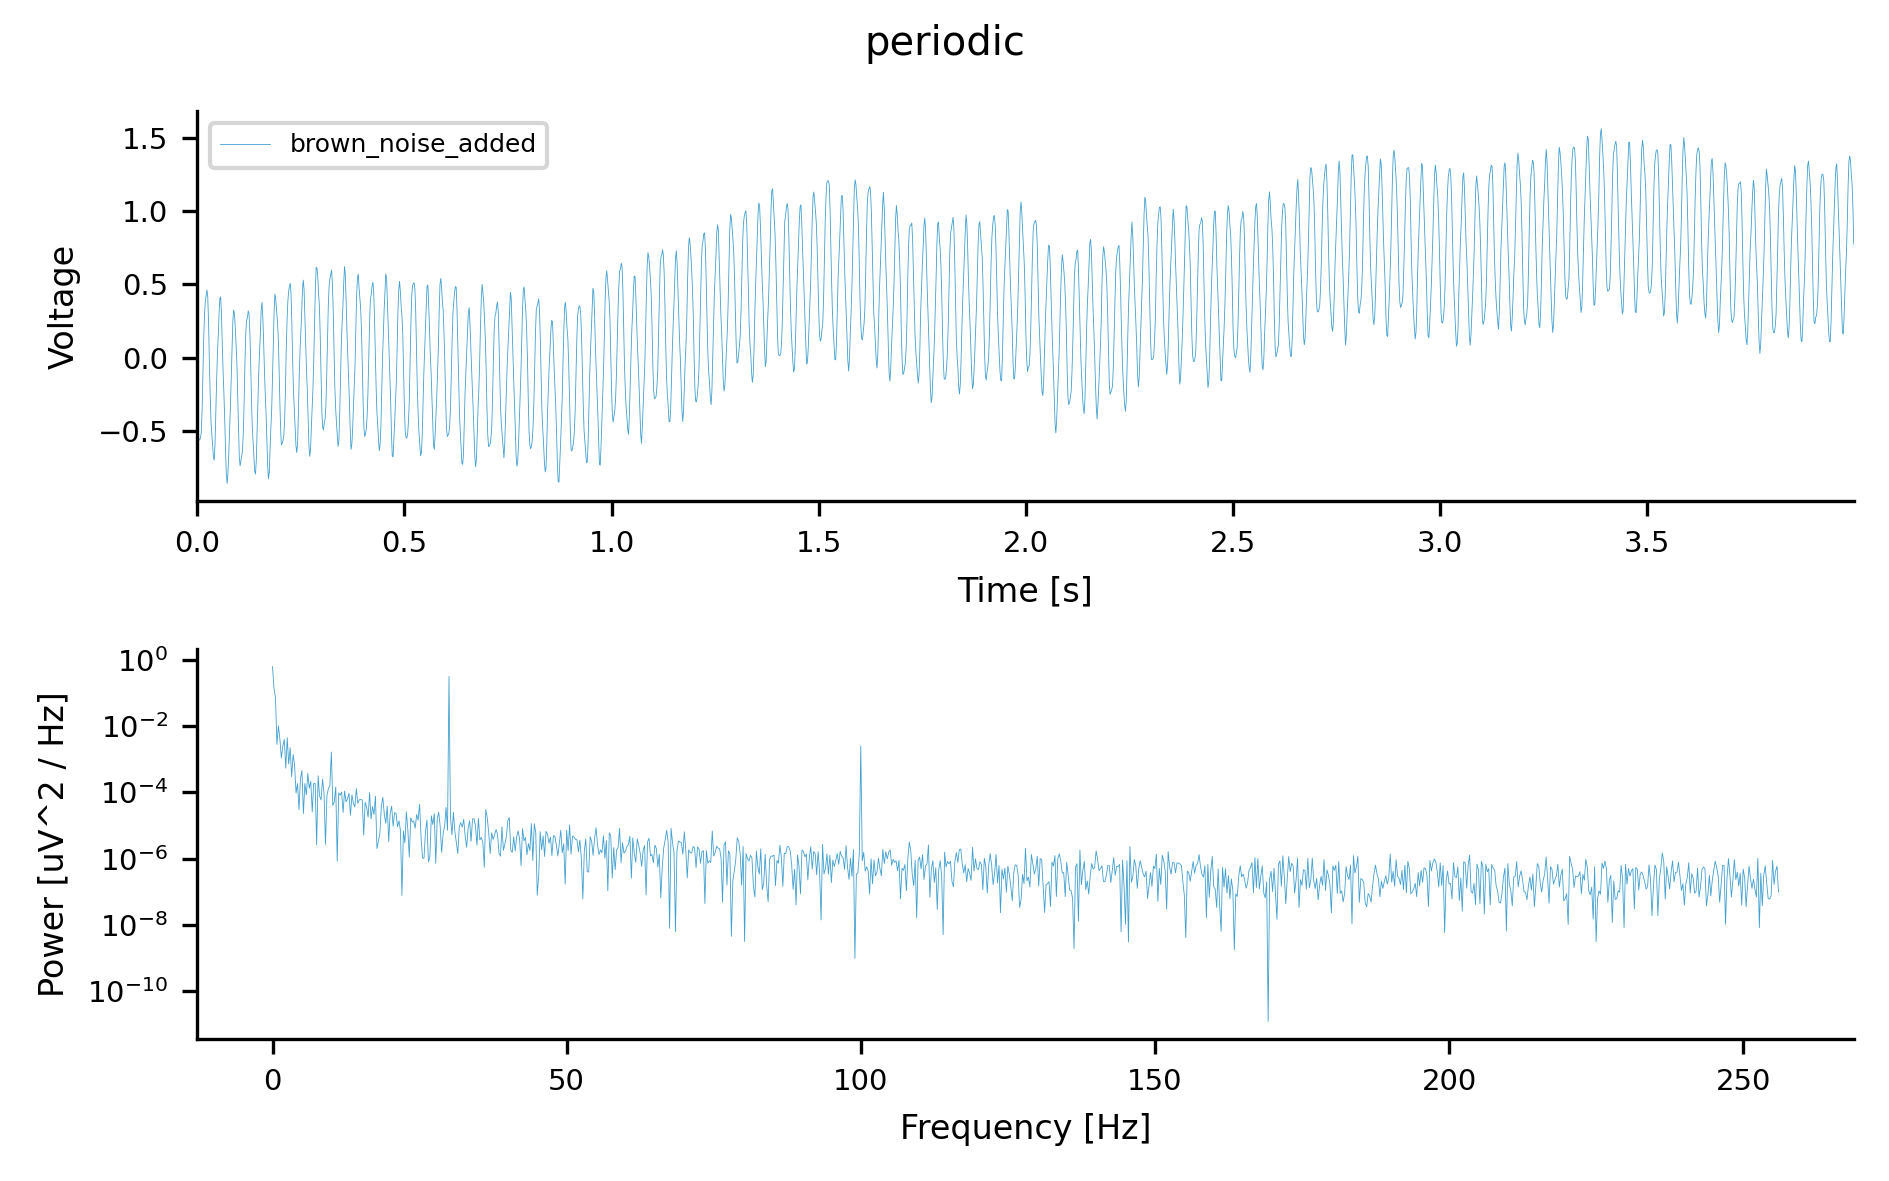 periodic
brown_noise_added
Voltage
1.5
1.0
0.5
0.0
−0.5
0.0 0.5 1.0 1.5 2.0 2.5 3.0 3.5
Time [s]
Power [uV^2 / Hz]
10⁰
10⁻²
10⁻⁴
10⁻⁶
10⁻⁸
10⁻¹⁰
0 50 100 150 200 250
Frequency [Hz]